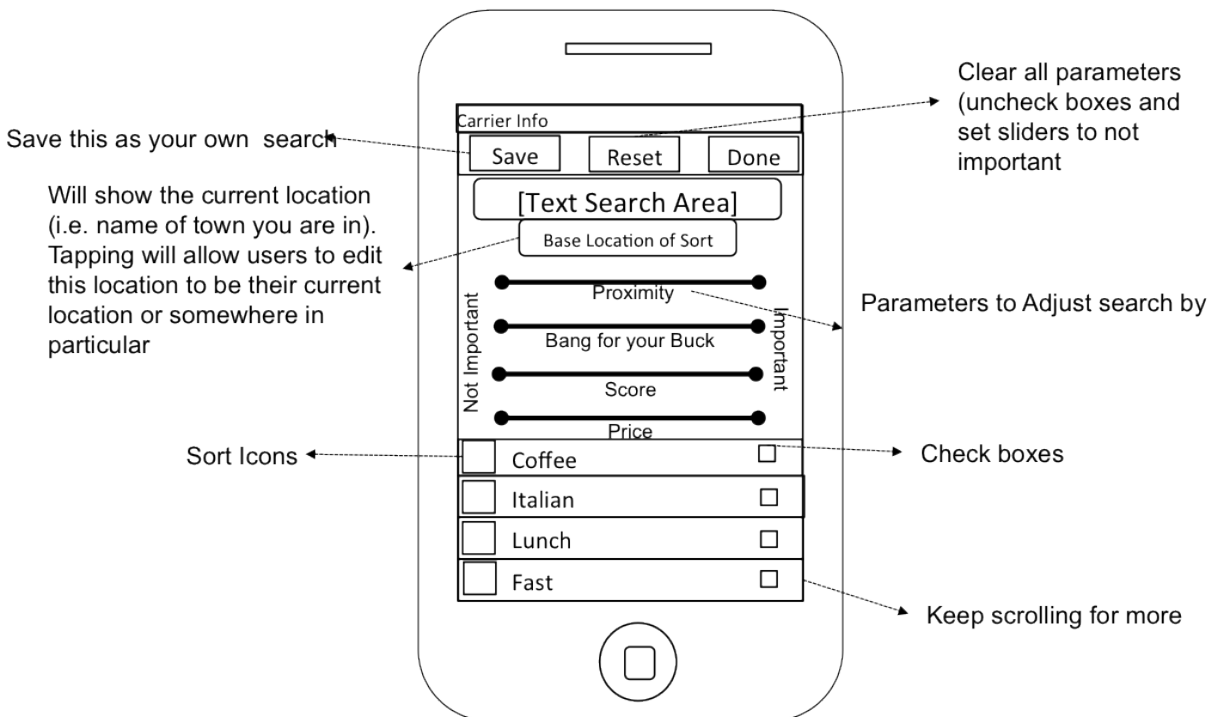 Clear all parameters
(uncheck boxes and
set sliders to not
important
Save this as your own  search
Will show the current location
(i.e. name of town you are in).
Tapping will allow users to edit
this location to be their current
location or somewhere in
particular
Sort Icons
Carrier Info
Save
Reset
Done
[Text Search Area]
Base Location of Sort
Not Important
Important
Proximity
Bang for your Buck
Score
Price
Coffee
Italian
Lunch
Fast
Parameters to Adjust search by
Check boxes
Keep scrolling for more